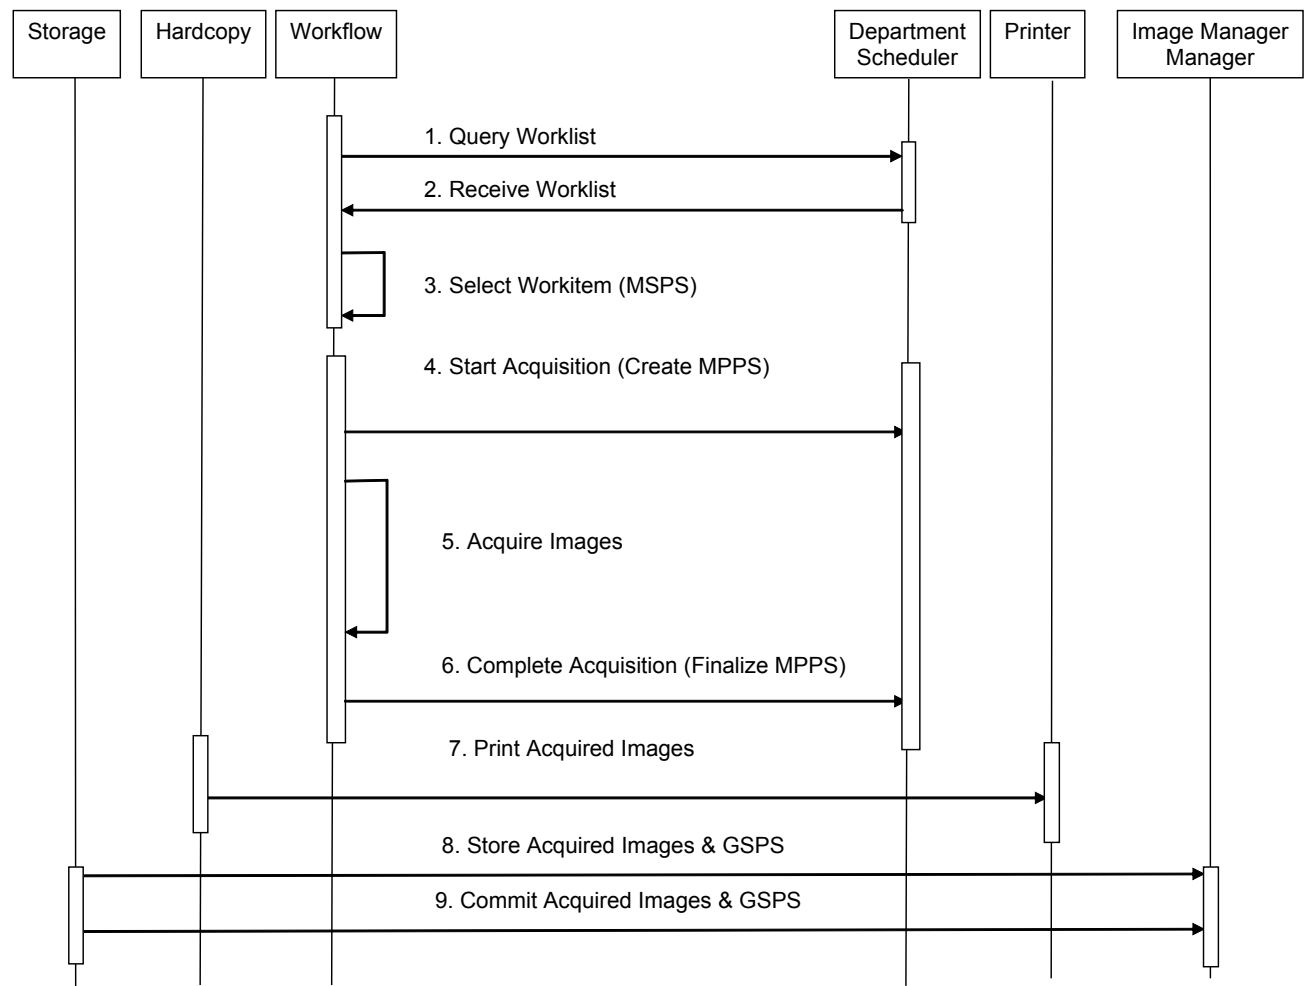 Storage
Hardcopy
Workflow
Department
Scheduler
Printer
Image Manager
Manager
1. Query Worklist
2. Receive Worklist
3. Select Workitem (MSPS)
4. Start Acquisition (Create MPPS)
5. Acquire Images
6. Complete Acquisition (Finalize MPPS)
7. Print Acquired Images
8. Store Acquired Images & GSPS
9. Commit Acquired Images & GSPS